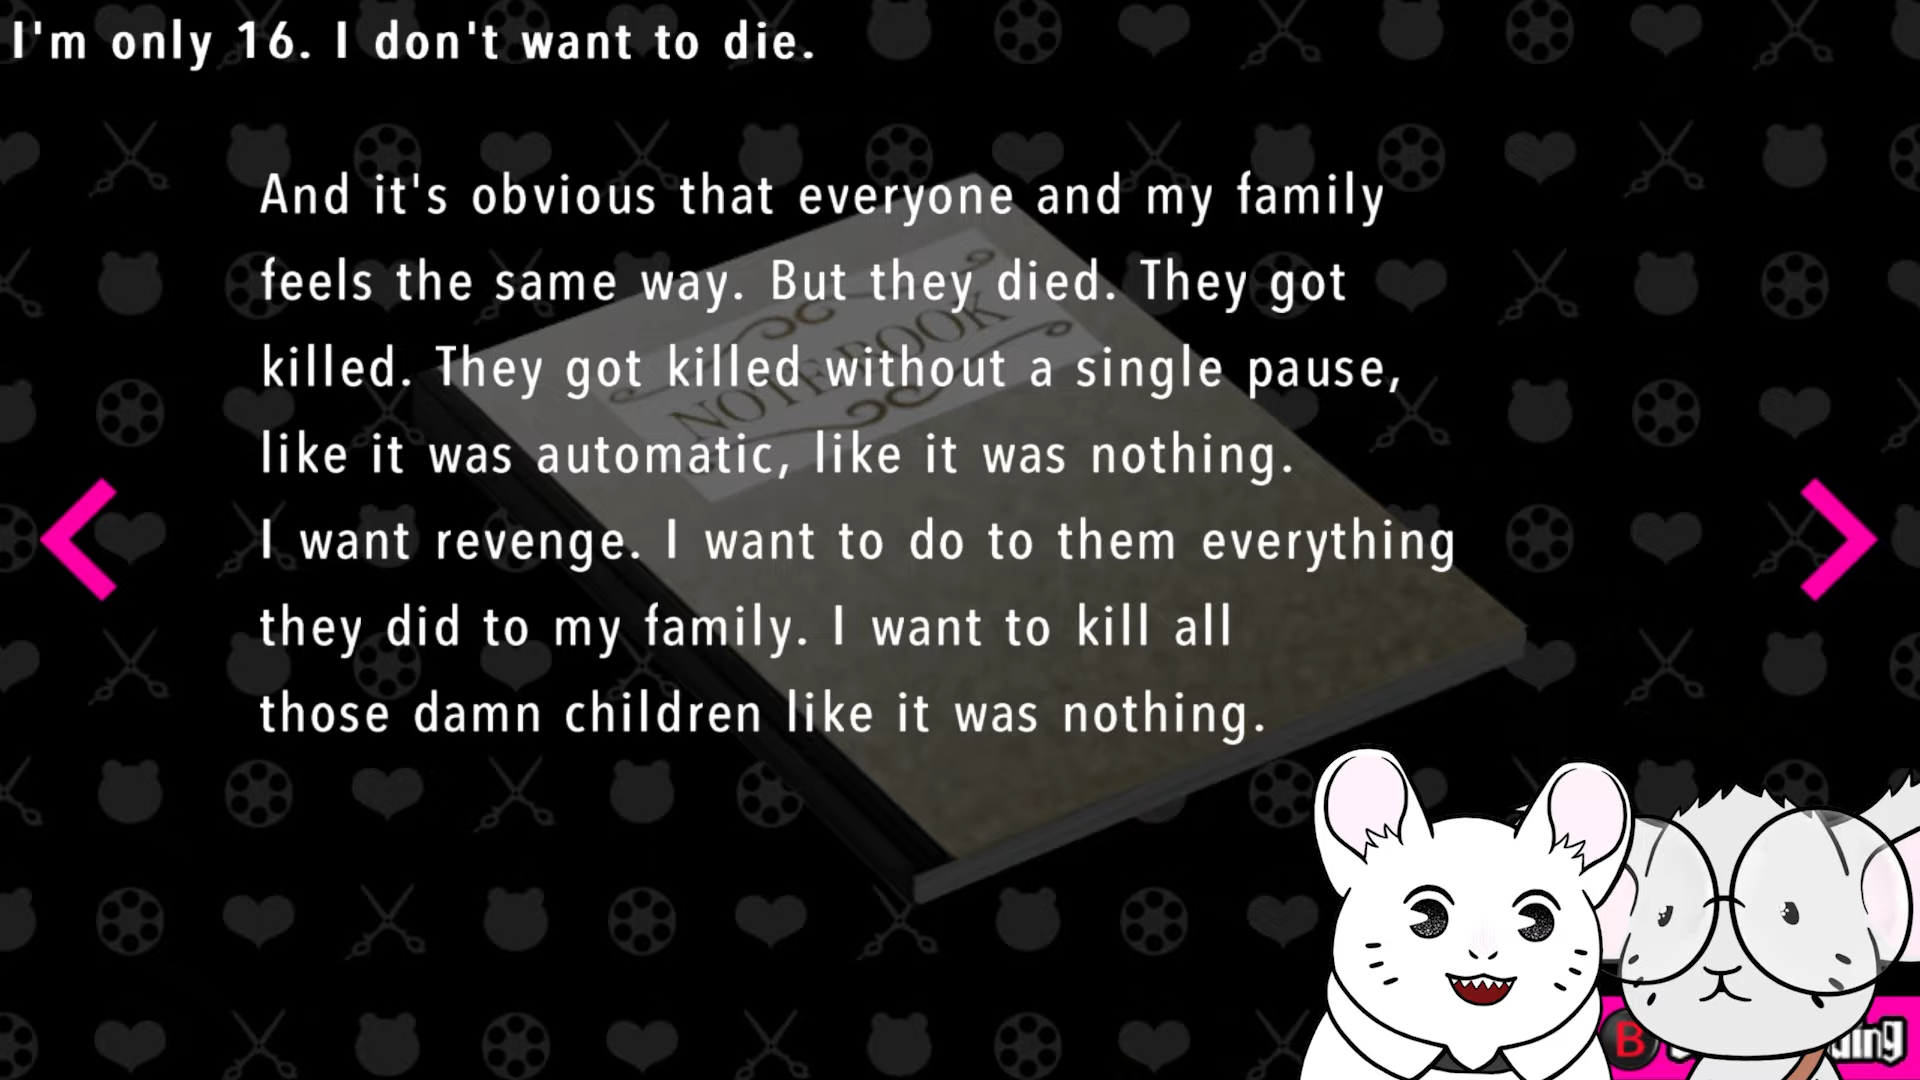 I'm only 16. I don't want to die.
And it's obvious that everyone and my family
feels the same way. But they died. They got
killed. They got killed without a single pause,
like it was automatic, like it was nothing.
I want revenge. I want to do to them everything
they did to my family. I want to kill all
those damn children like it was nothing.
NOTEBOOK
B